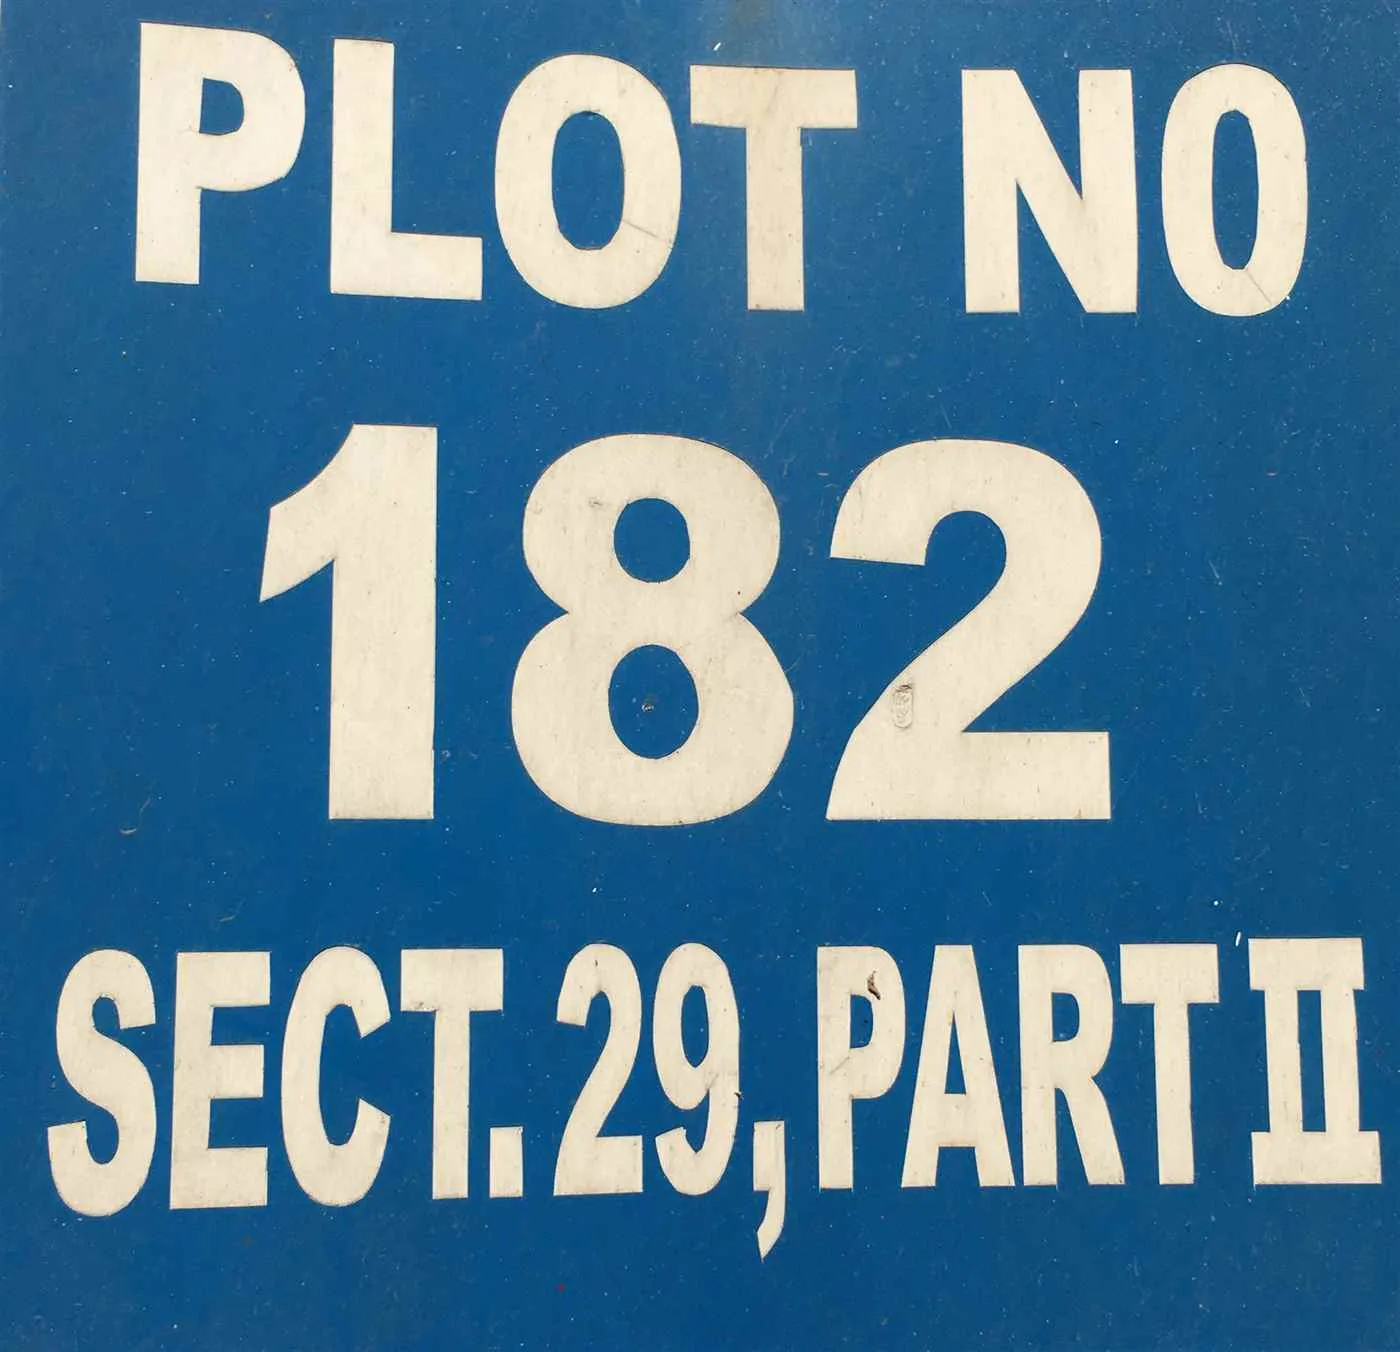 PLOT NO
182
SECT. 29, PART II